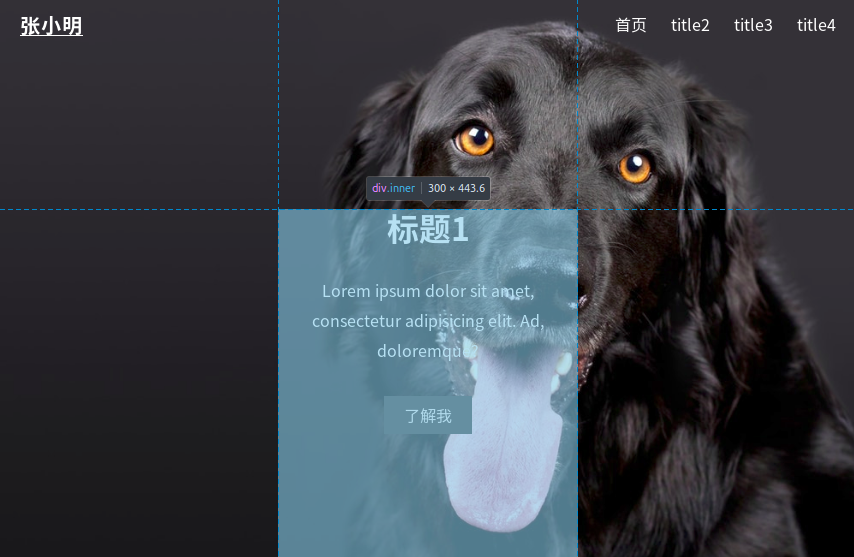 张小明
首页 title2 title3 title4
div.inner 300 × 443.6
标题1
Lorem ipsum dolor sit amet,
consectetur adipisicing elit. Ad,
doloremque?
了解我